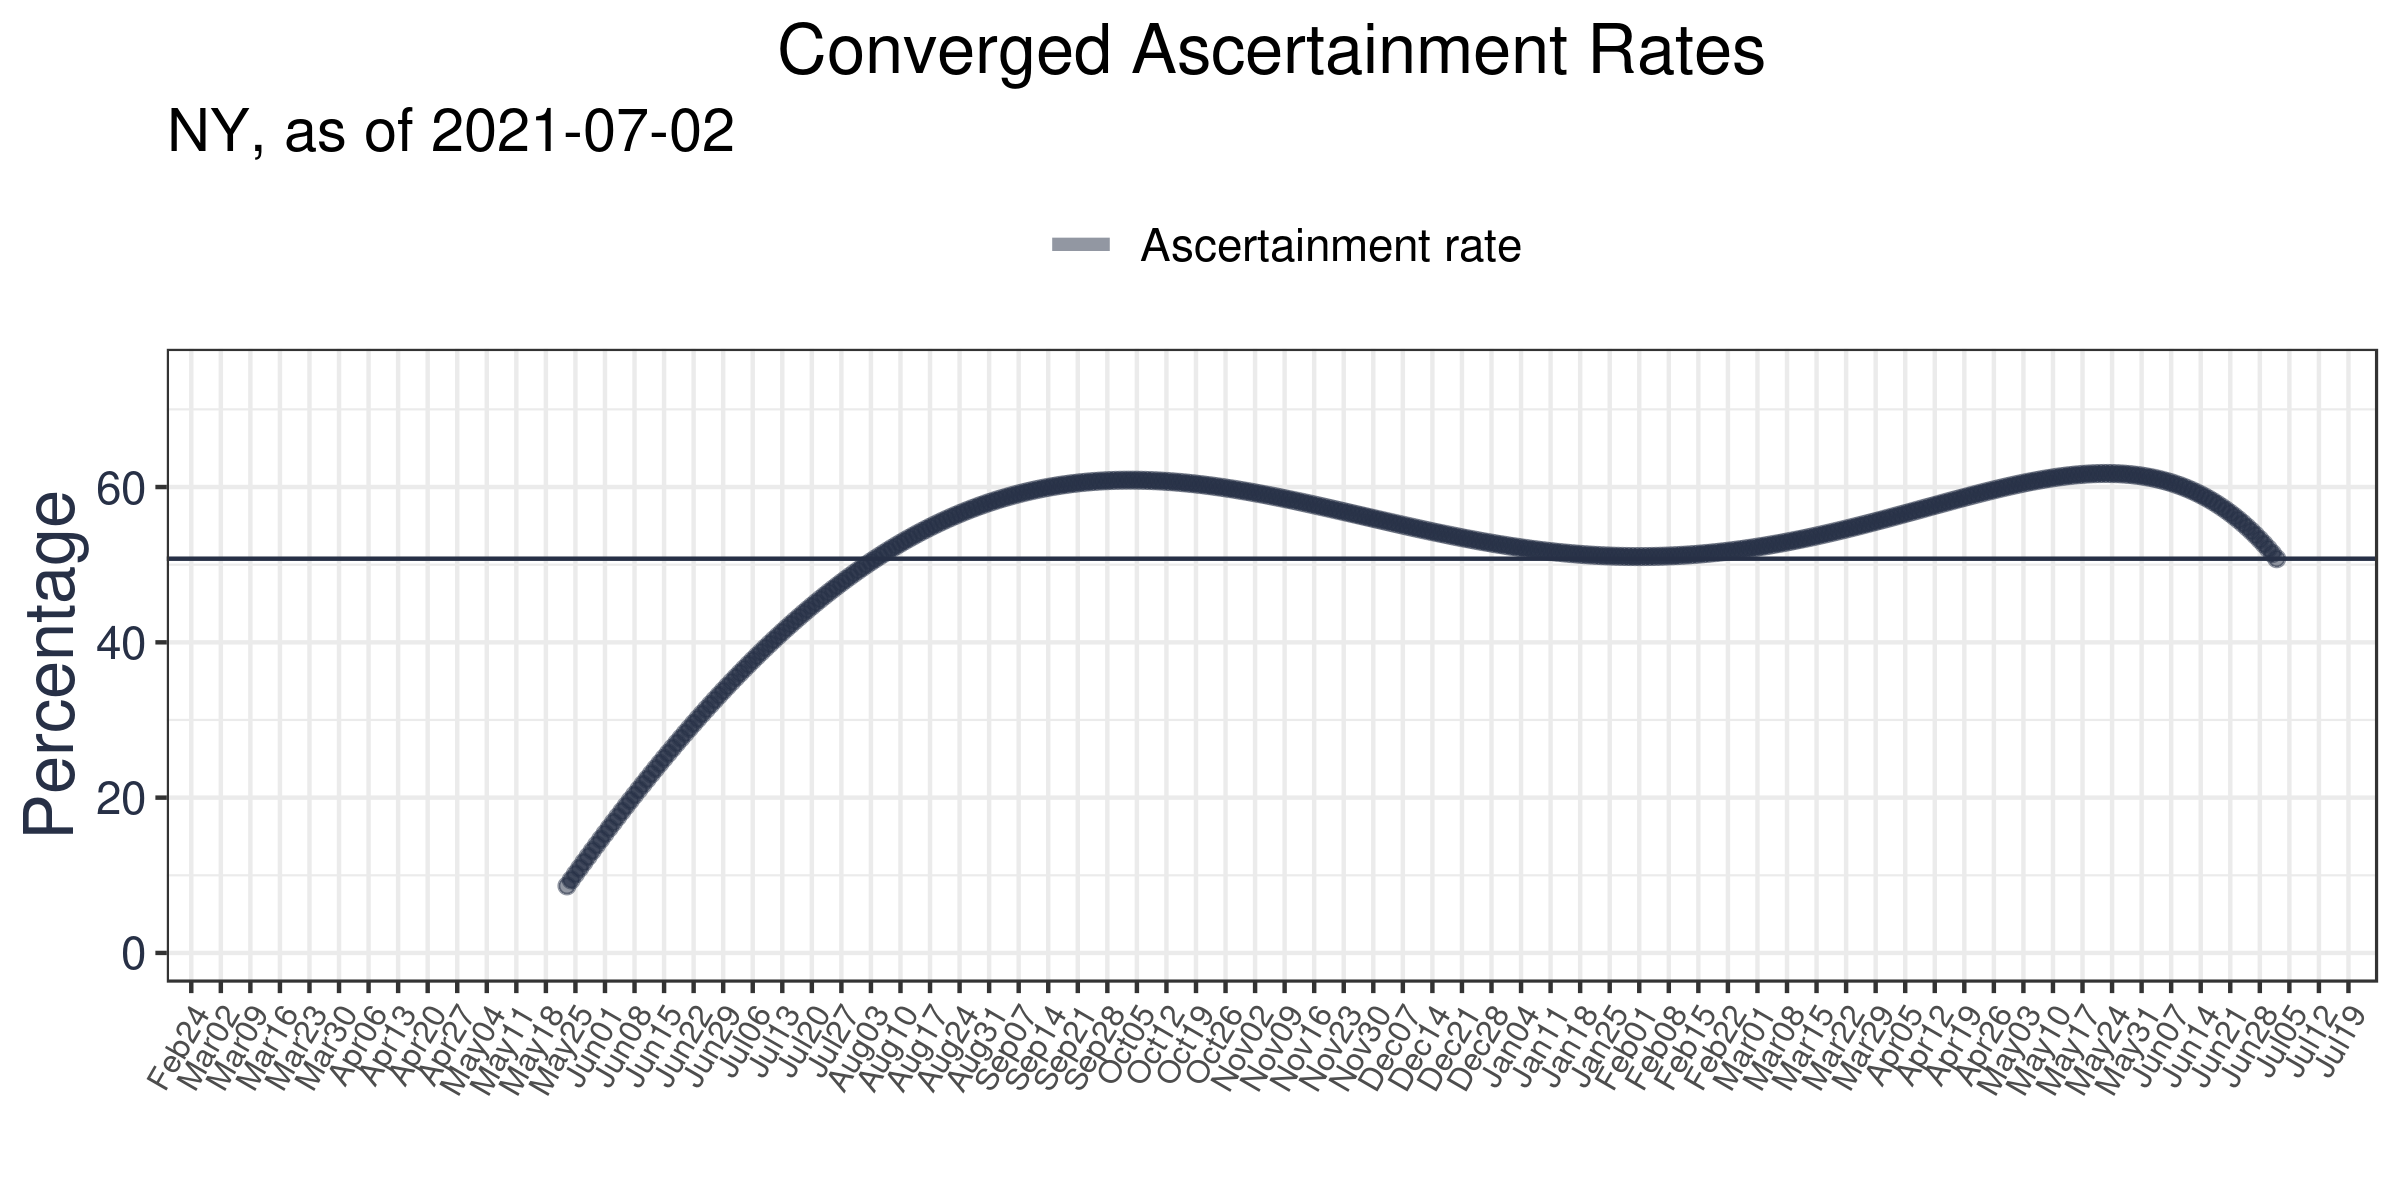 Converged Ascertainment Rates
NY, as of 2021-07-02
Ascertainment rate
Percentage
60
40
20
0
Feb24 Mar02 Mar09 Mar16 Mar23 Mar30 Apr06 Apr13 Apr20 Apr27 May04 May11 May18 May25 Jun01 Jun08 Jun15 Jun22 Jun29 Jul06 Jul13 Jul20 Jul27 Aug03 Aug10 Aug17 Aug24 Aug31 Sep07 Sep14 Sep21 Sep28 Oct05 Oct12 Oct19 Oct26 Nov02 Nov09 Nov16 Nov23 Nov30 Dec07 Dec14 Dec21 Dec28 Jan04 Jan11 Jan18 Jan25 Feb01 Feb08 Feb15 Feb22 Mar01 Mar08 Mar15 Mar22 Mar29 Apr05 Apr12 Apr19 Apr26 May03 May10 May17 May24 May31 Jun07 Jun14 Jun21 Jun28 Jul05 Jul12 Jul19